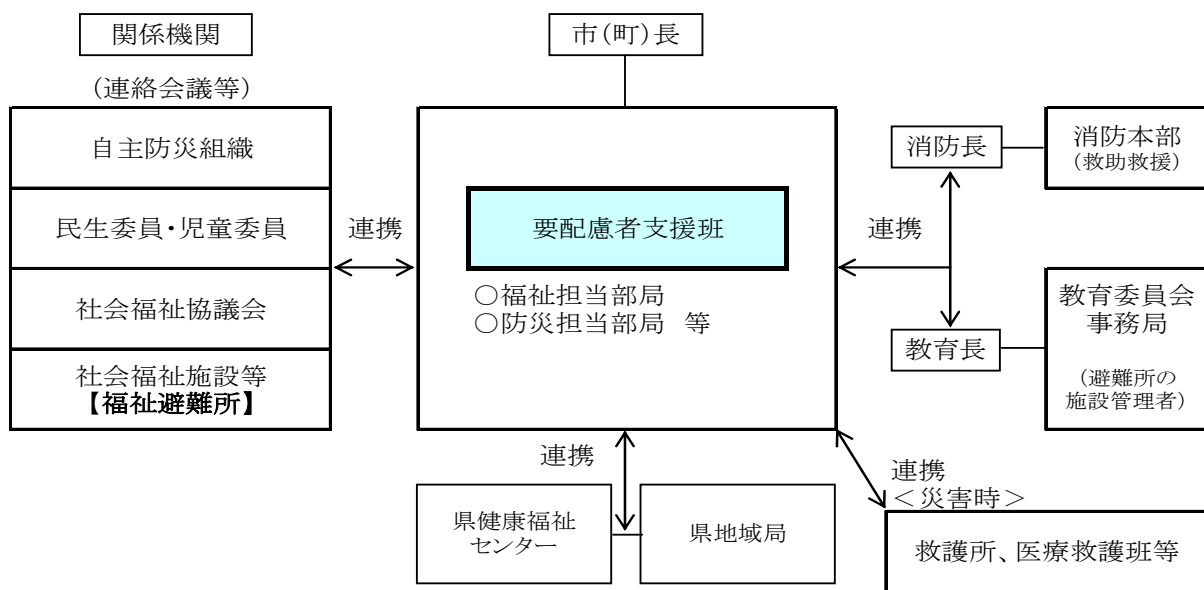 関係機関
(連絡会議等)
自主防災組織
民生委員・児童委員
社会福祉協議会
社会福祉施設等
【福祉避難所】
連携
市(町)長
要配慮者支援班
○福祉担当部局
○防災担当部局　等
連携
消防長
消防本部
(救助救援)
教育長
教育委員会
事務局
(避難所の
施設管理者)
連携
県健康福祉
センター
県地域局
連携
＜災害時＞
救護所、医療救護班等